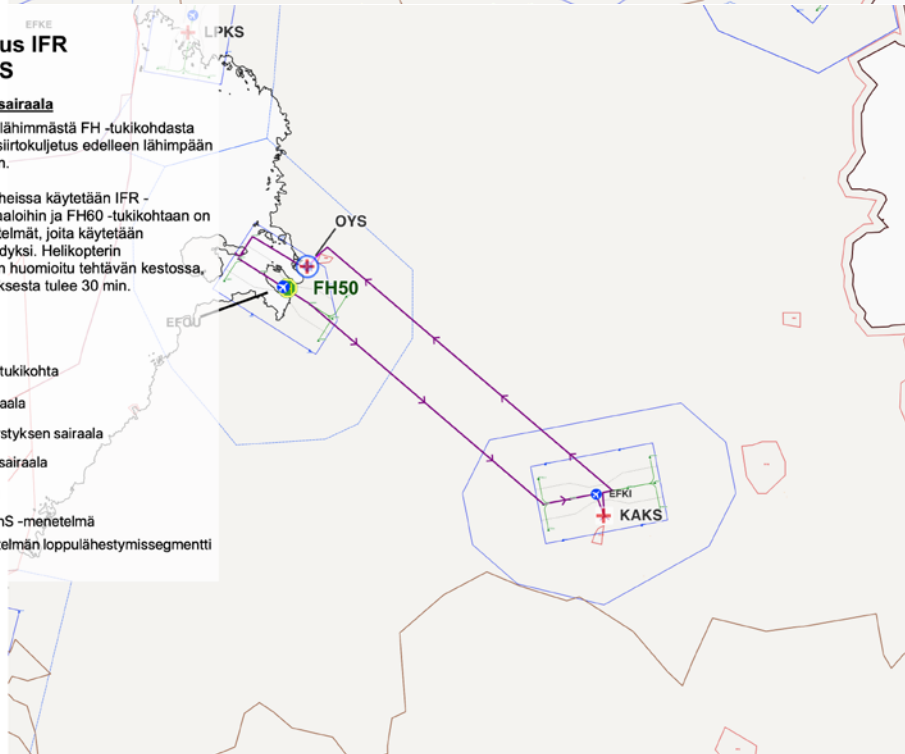 EFKE
LPKS
us IFR
S
sairaala
lähimmästä FH -tukikohdasta
siirtokuljetus edelleen lähimpään
n.
heissa käytetään IFR -
aaloihin ja FH60 -tukikohtaan on
telmät, joita käytetään
dyksi. Helikopterin
n huomioitu tehtävän kestossa,
ksesta tulee 30 min.
OYS
FH50
EFOU
tukikohta
aala
styksen sairaala
sairaala
nS -menetelmä
telmän loppulähestymissegmentti
EFKI
KAKS